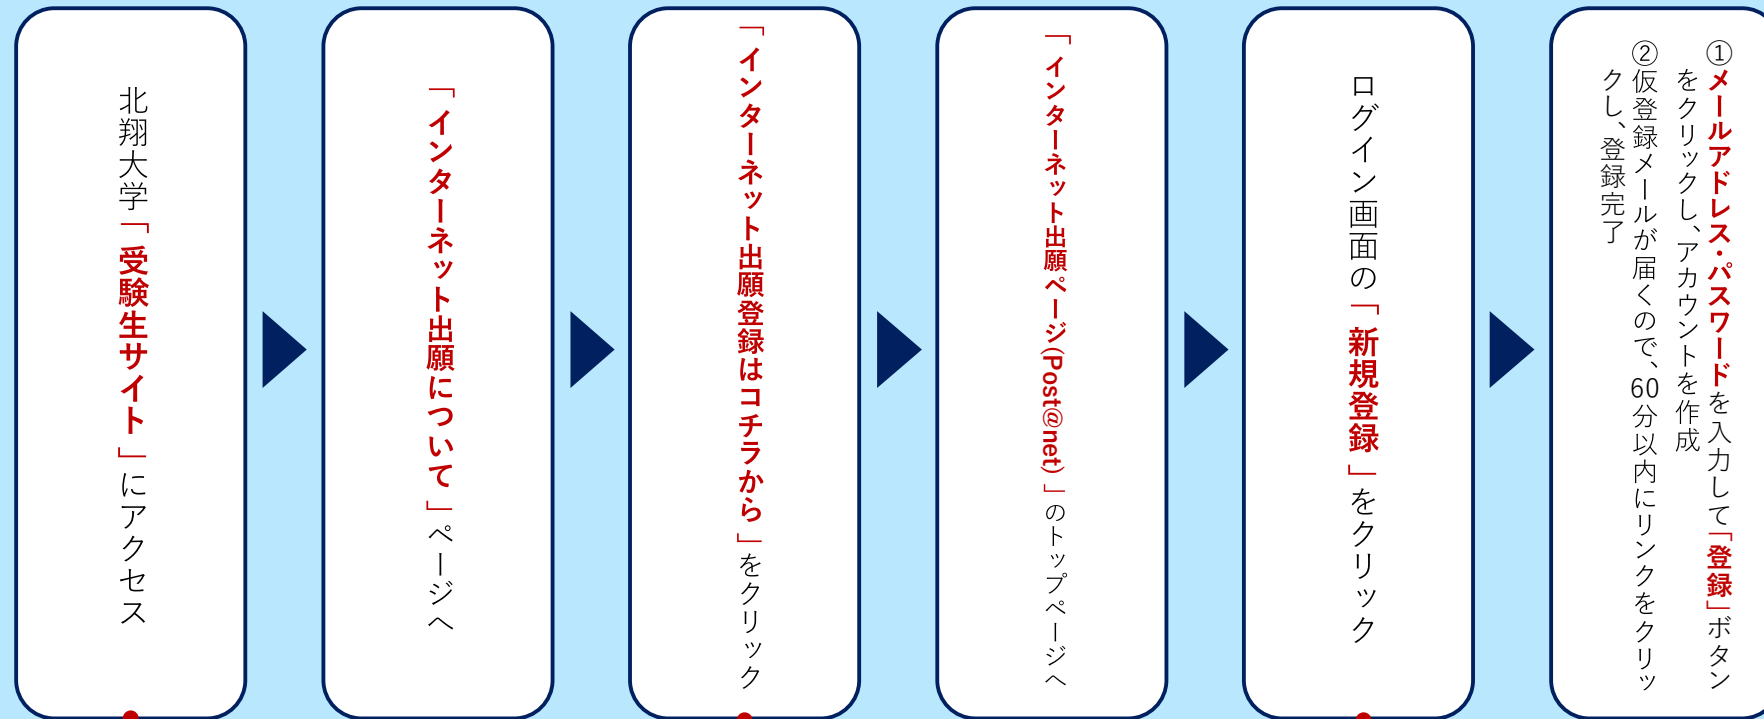 北翔大学「受験生サイト」にアクセス
「インターネット出願について」ページへ
「インターネット出願登録はコチラから」をクリック
「インターネット出願ページ(Post@net)」のトップページへ
ログイン画面の「新規登録」をクリック
①メールアドレス・パスワードを入力して「登録」ボタン
をクリックし、アカウントを作成
②仮登録メールが届くので、60分以内にリンクをクリッ
クし、登録完了